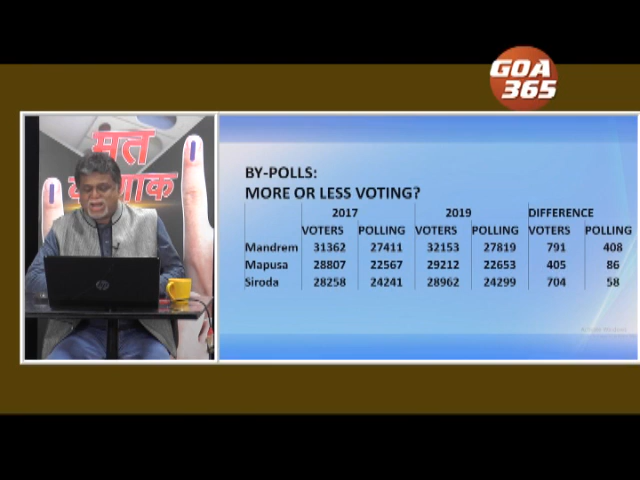 GOA
365
मत
BY-POLLS:
MORE OR LESS VOTING?
2017 2019 DIFFERENCE
VOTERS POLLING VOTERS POLLING VOTERS POLLING
Mandrem 31362 27411 32153 27819 791 408
Mapusa 28807 22567 29212 22653 405 86
Siroda 28258 24241 28962 24299 704 58
hp